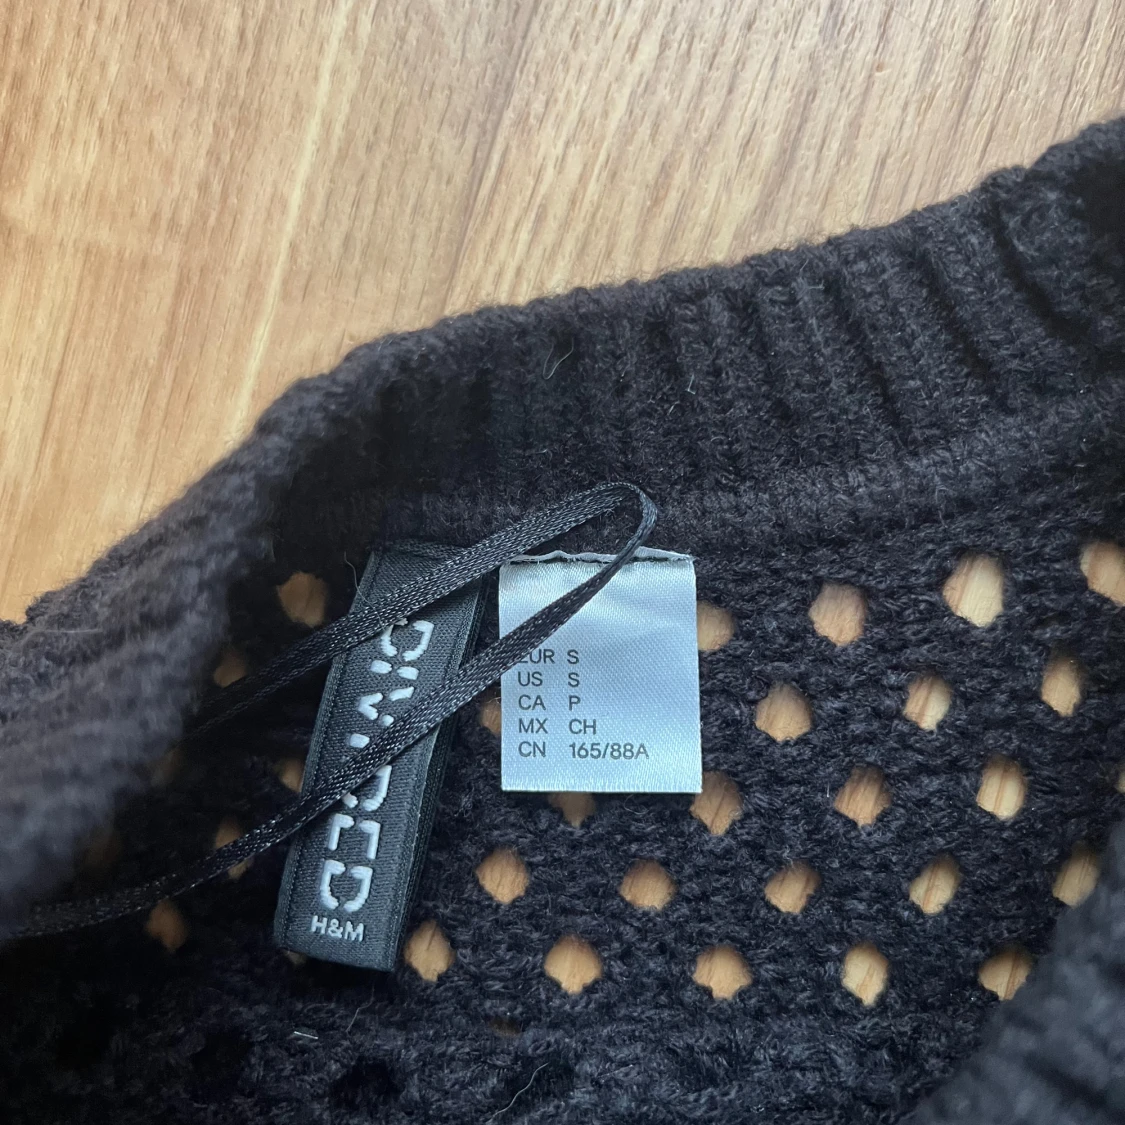 DIVIDED
H&M
EUR S
US S
CA P
MX CH
CN 165/88A